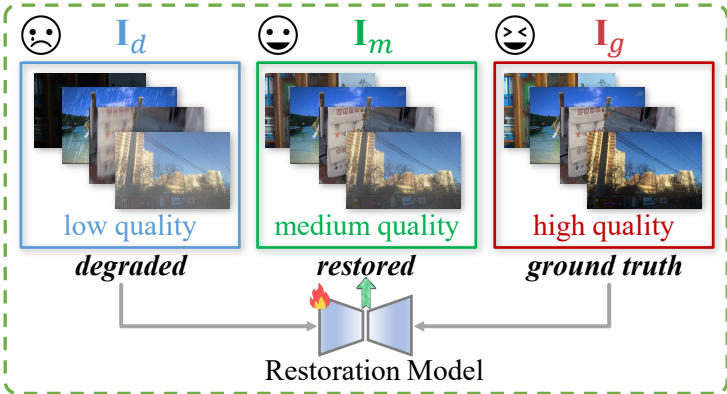 I_d
I_m
I_g
low quality
medium quality
high quality
degraded
restored
ground truth
Restoration Model